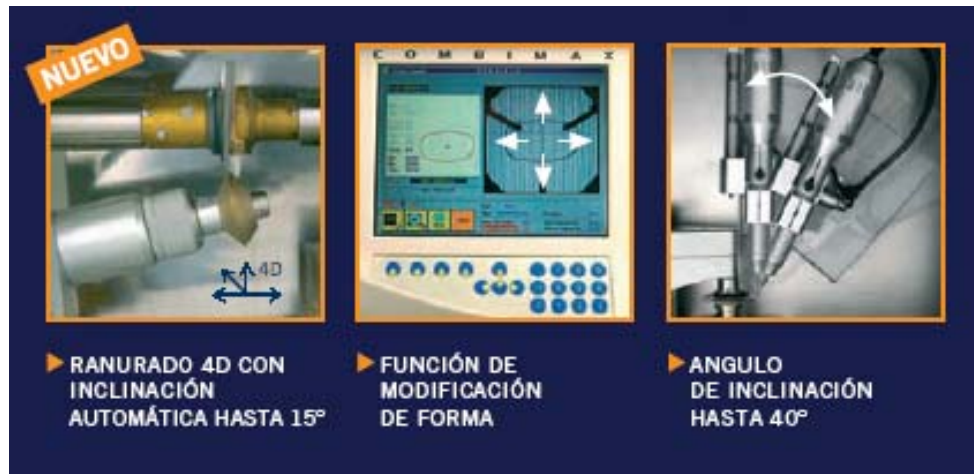 NUEVO
COMBIMAX
4D
RANURADO 4D CON
INCLINACIÓN
AUTOMÁTICA HASTA 15º
FUNCIÓN DE
MODIFICACIÓN
DE FORMA
ANGULO
DE INCLINACIÓN
HASTA 40º